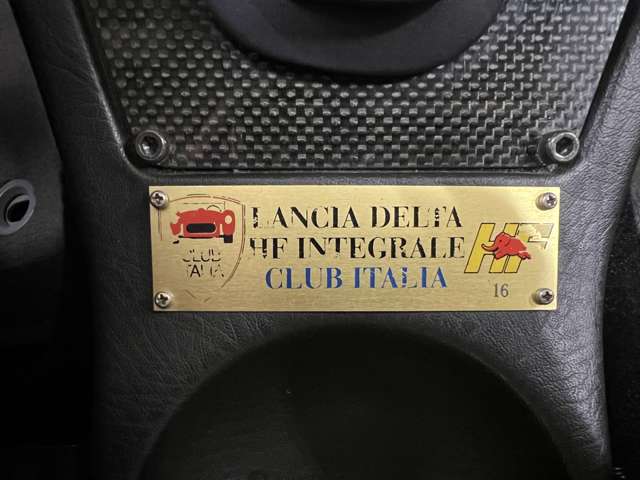 CLUB
ITALIA
LANCIA DELTA
HF INTEGRALE
CLUB ITALIA
HF
16